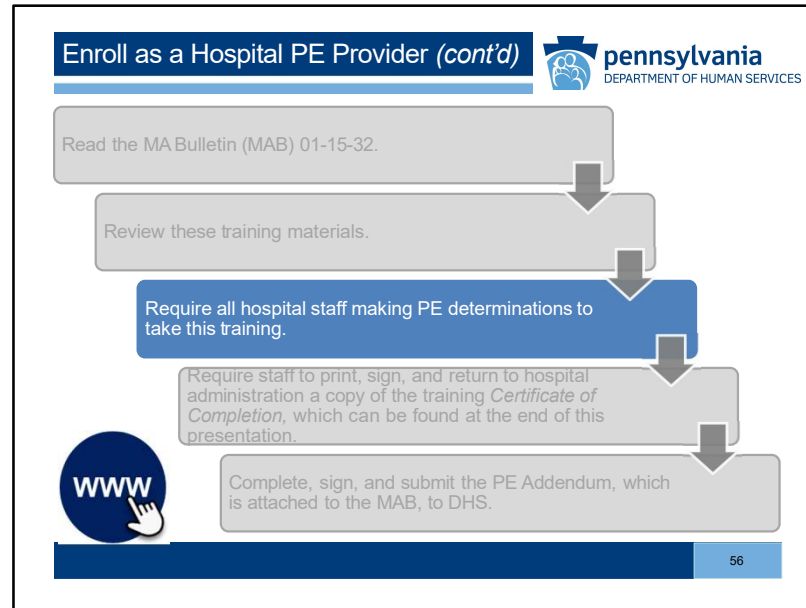 Enroll as a Hospital PE Provider (cont'd)
pennsylvania
DEPARTMENT OF HUMAN SERVICES
Read the MA Bulletin (MAB) 01-15-32.
Review these training materials.
Require all hospital staff making PE determinations to
take this training.
Require staff to print, sign, and return to hospital
administration a copy of the training Certificate of
Completion, which can be found at the end of this
presentation.
Complete, sign, and submit the PE Addendum, which
is attached to the MAB, to DHS.
www
56